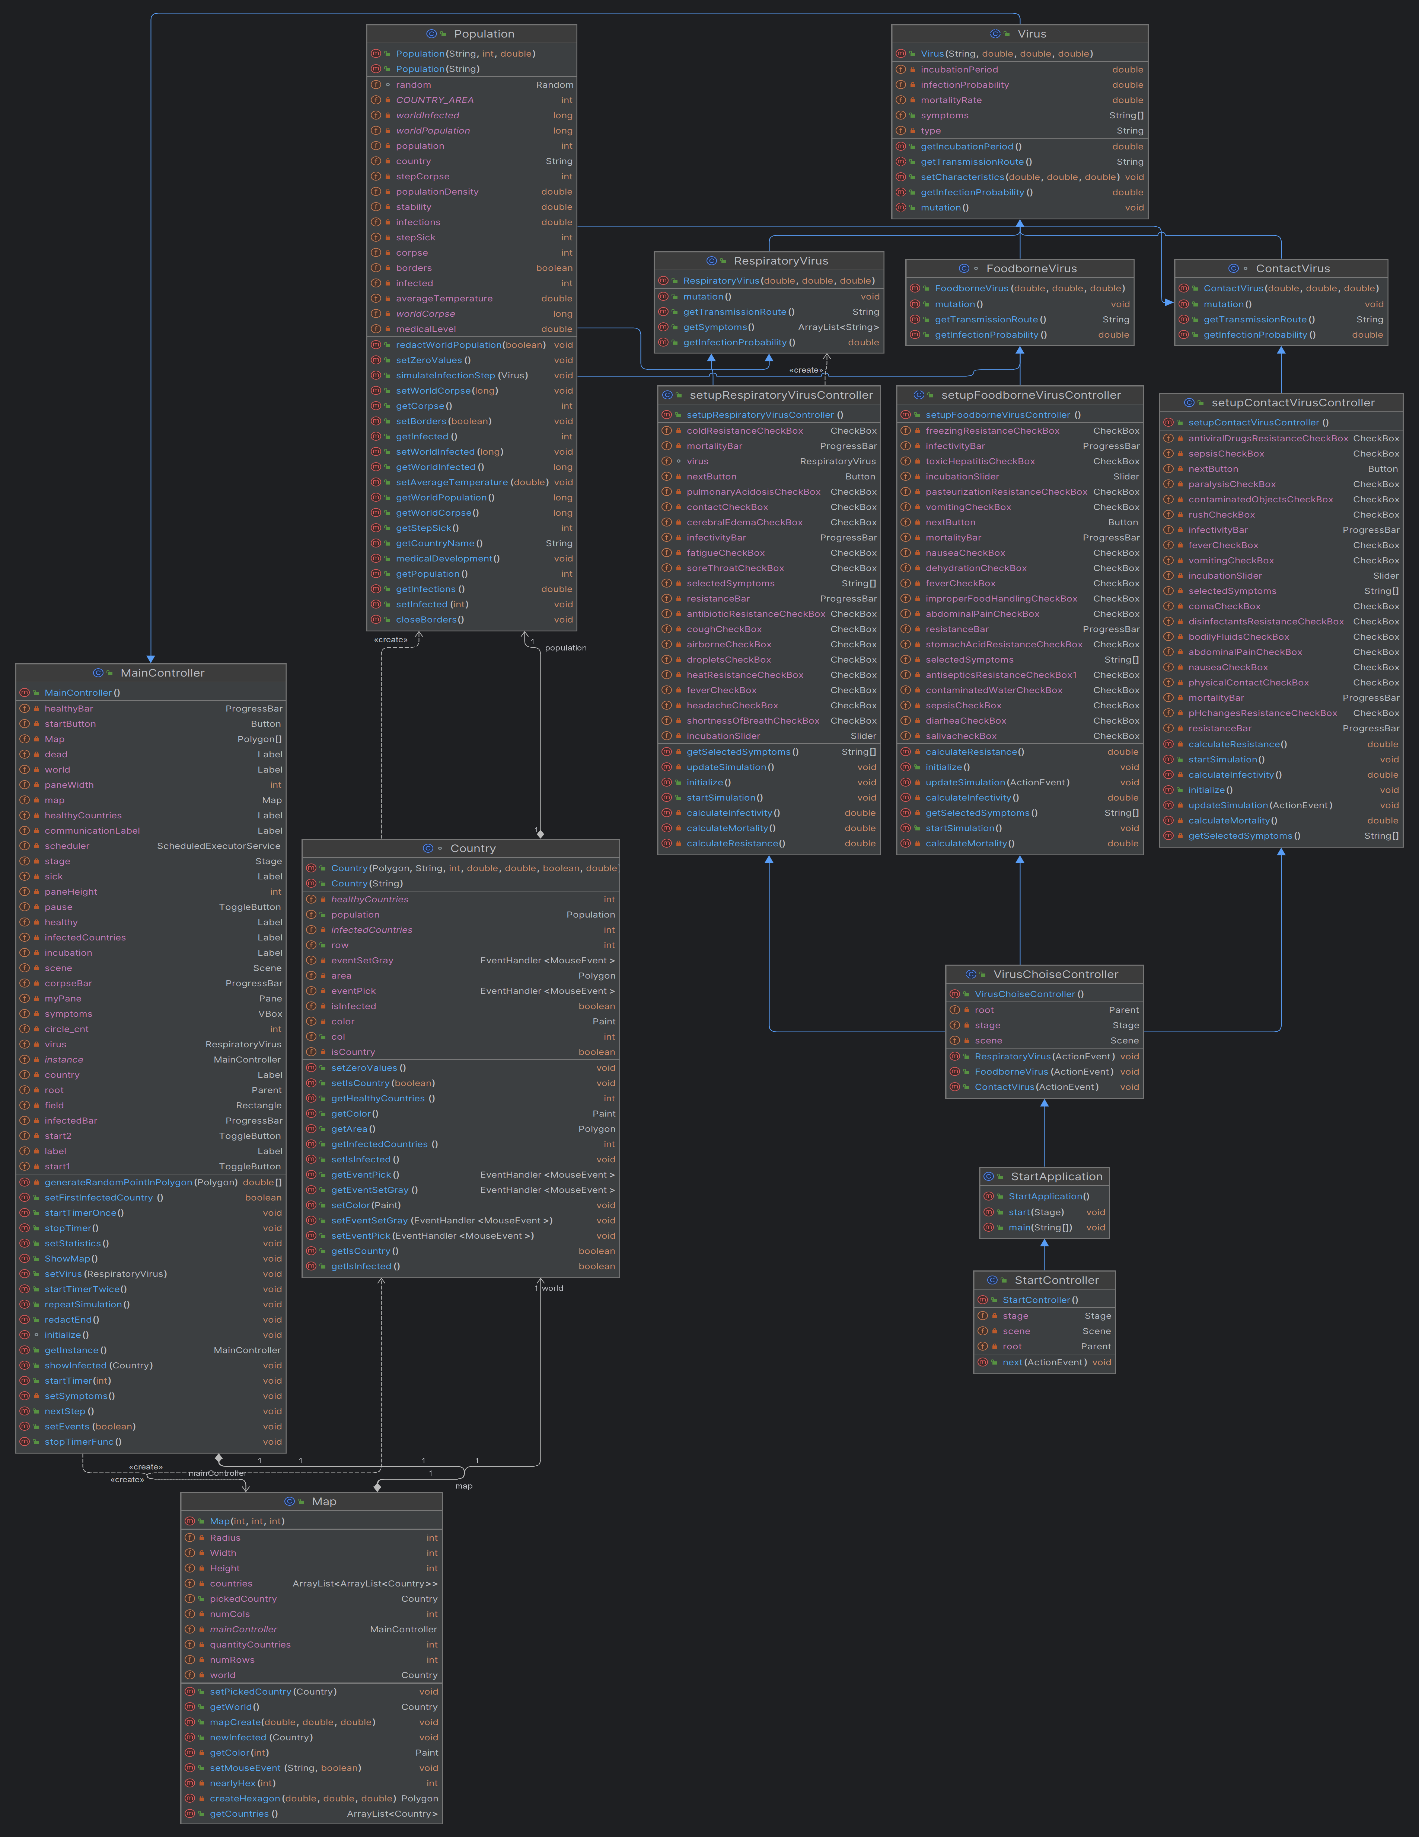 Population
Population(String, int, double)
Population(String)
random Random
COUNTRY_AREA int
worldInfected long
worldPopulation long
population int
country String
stepCorpse int
populationDensity double
stability double
infections double
stepSick int
corpse int
borders boolean
infected int
averageTemperature double
worldCorpse long
medicalLevel double
redactWorldPopulation(boolean) void
setZeroValues() void
simulateInfectionStep(Virus) void
setWorldCorpse(long) void
getCorpse() int
setBorders(boolean) void
getInfected() int
setWorldInfected(long) void
getWorldInfected() long
setAverageTemperature(double) void
getWorldPopulation() long
getWorldCorpse() long
getStepSick() int
getCountryName() String
medicalDevelopment() void
getPopulation() int
getInfections() double
setInfected(int) void
closeBorders() void
Virus
Virus(String, double, double, double)
incubationPeriod double
infectionProbability double
mortalityRate double
symptoms String[]
type String
getIncubationPeriod() double
getTransmissionRoute() String
setCharacteristics(double, double, double) void
getInfectionProbability() double
mutation() void
RespiratoryVirus
RespiratoryVirus(double, double, double)
mutation() void
getTransmissionRoute() String
getSymptoms() ArrayList<String>
getInfectionProbability() double
FoodborneVirus
FoodborneVirus(double, double, double)
mutation() void
getTransmissionRoute() String
getInfectionProbability() double
ContactVirus
ContactVirus(double, double, double)
mutation() void
getTransmissionRoute() String
getInfectionProbability() double
«create»
setupRespiratoryVirusController
setupRespiratoryVirusController()
coldResistanceCheckBox CheckBox
mortalityBar ProgressBar
virus RespiratoryVirus
nextButton Button
pulmonaryAcidosisCheckBox CheckBox
contactCheckBox CheckBox
cerebralEdemaCheckBox CheckBox
infectivityBar ProgressBar
fatigueCheckBox CheckBox
soreThroatCheckBox CheckBox
selectedSymptoms String[]
resistanceBar ProgressBar
antibioticResistanceCheckBox CheckBox
coughCheckBox CheckBox
airborneCheckBox CheckBox
dropletsCheckBox CheckBox
heatResistanceCheckBox CheckBox
feverCheckBox CheckBox
headacheCheckBox CheckBox
shortnessOfBreathCheckBox CheckBox
incubationSlider Slider
getSelectedSymptoms() String[]
updateSimulation() void
initialize() void
startSimulation() void
calculateInfectivity() double
calculateMortality() double
calculateResistance() double
setupFoodborneVirusController
setupFoodborneVirusController()
freezingResistanceCheckBox CheckBox
infectivityBar ProgressBar
toxicHepatitisCheckBox CheckBox
incubationSlider Slider
pasteurizationResistanceCheckBox CheckBox
vomitingCheckBox CheckBox
nextButton Button
mortalityBar ProgressBar
nauseaCheckBox CheckBox
dehydrationCheckBox CheckBox
feverCheckBox CheckBox
improperFoodHandlingCheckBox CheckBox
abdominalPainCheckBox CheckBox
resistanceBar ProgressBar
stomachAcidResistanceCheckBox CheckBox
selectedSymptoms String[]
antisepticsResistanceCheckBox1 CheckBox
contaminatedWaterCheckBox CheckBox
sepsisCheckBox CheckBox
diarheaCheckBox CheckBox
salivacheckBox CheckBox
calculateResistance() double
initialize() void
updateSimulation(ActionEvent) void
calculateInfectivity() double
getSelectedSymptoms() String[]
startSimulation() void
calculateMortality() double
setupContactVirusController
setupContactVirusController()
antiviralDrugsResistanceCheckBox CheckBox
sepsisCheckBox CheckBox
nextButton Button
paralysisCheckBox CheckBox
contaminatedObjectsCheckBox CheckBox
rushCheckBox CheckBox
infectivityBar ProgressBar
feverCheckBox CheckBox
vomitingCheckBox CheckBox
incubationSlider Slider
selectedSymptoms String[]
comaCheckBox CheckBox
disinfectantsResistanceCheckBox CheckBox
bodilyFluidsCheckBox CheckBox
abdominalPainCheckBox CheckBox
nauseaCheckBox CheckBox
physicalContactCheckBox CheckBox
mortalityBar ProgressBar
pHchangesResistanceCheckBox CheckBox
resistanceBar ProgressBar
calculateResistance() double
startSimulation() void
calculateInfectivity() double
initialize() void
updateSimulation(ActionEvent) void
calculateMortality() double
getSelectedSymptoms() String[]
«create»
1
population
1
MainController
MainController()
healthyBar ProgressBar
startButton Button
Map Polygon[]
dead Label
world Label
paneWidth int
map Map
healthyCountries Label
communicationLabel Label
scheduler ScheduledExecutorService
stage Stage
sick Label
paneHeight int
pause ToggleButton
healthy Label
infectedCountries Label
incubation Label
scene Scene
corpseBar ProgressBar
myPane Pane
symptoms VBox
circle_cnt int
virus RespiratoryVirus
instance MainController
country Label
root Parent
field Rectangle
infectedBar ProgressBar
start2 ToggleButton
label Label
start1 ToggleButton
generateRandomPointInPolygon(Polygon) double[]
setFirstInfectedCountry() boolean
startTimerOnce() void
stopTimer() void
setStatistics() void
ShowMap() void
setVirus(RespiratoryVirus) void
startTimerTwice() void
repeatSimulation() void
redactEnd() void
initialize() void
getInstance() MainController
showInfected(Country) void
startTimer(int) void
setSymptoms() void
nextStep() void
setEvents(boolean) void
stopTimerFunc() void
Country
Country(Polygon, String, int, double, double, boolean, double
Country(String)
healthyCountries int
population Population
infectedCountries int
row int
eventSetGray EventHandler<MouseEvent>
area Polygon
eventPick EventHandler<MouseEvent>
isInfected boolean
color Paint
col int
isCountry boolean
setZeroValues() void
setIsCountry(boolean) void
getHealthyCountries() int
getColor() Paint
getArea() Polygon
getInfectedCountries() int
setIsInfected() void
getEventPick() EventHandler<MouseEvent>
getEventSetGray() EventHandler<MouseEvent>
setColor(Paint) void
setEventSetGray(EventHandler<MouseEvent>) void
setEventPick(EventHandler<MouseEvent>) void
getIsCountry() boolean
getIsInfected() boolean
1 world
VirusChoiseController
VirusChoiseController()
root Parent
stage Stage
scene Scene
RespiratoryVirus(ActionEvent) void
FoodborneVirus(ActionEvent) void
ContactVirus(ActionEvent) void
StartApplication
StartApplication()
start(Stage) void
main(String[]) void
StartController
StartController()
stage Stage
scene Scene
root Parent
next(ActionEvent) void
1 1 1 1
«create»
mainController
1
«create»
map
Map
Map(int, int, int)
Radius int
Width int
Height int
countries ArrayList<ArrayList<Country>>
pickedCountry Country
numCols int
mainController MainController
quantityCountries int
numRows int
world Country
setPickedCountry(Country) void
getWorld() Country
mapCreate(double, double, double) void
newInfected(Country) void
getColor(int) Paint
setMouseEvent(String, boolean) void
nearlyHex(int) int
createHexagon(double, double, double) Polygon
getCountries() ArrayList<Country>